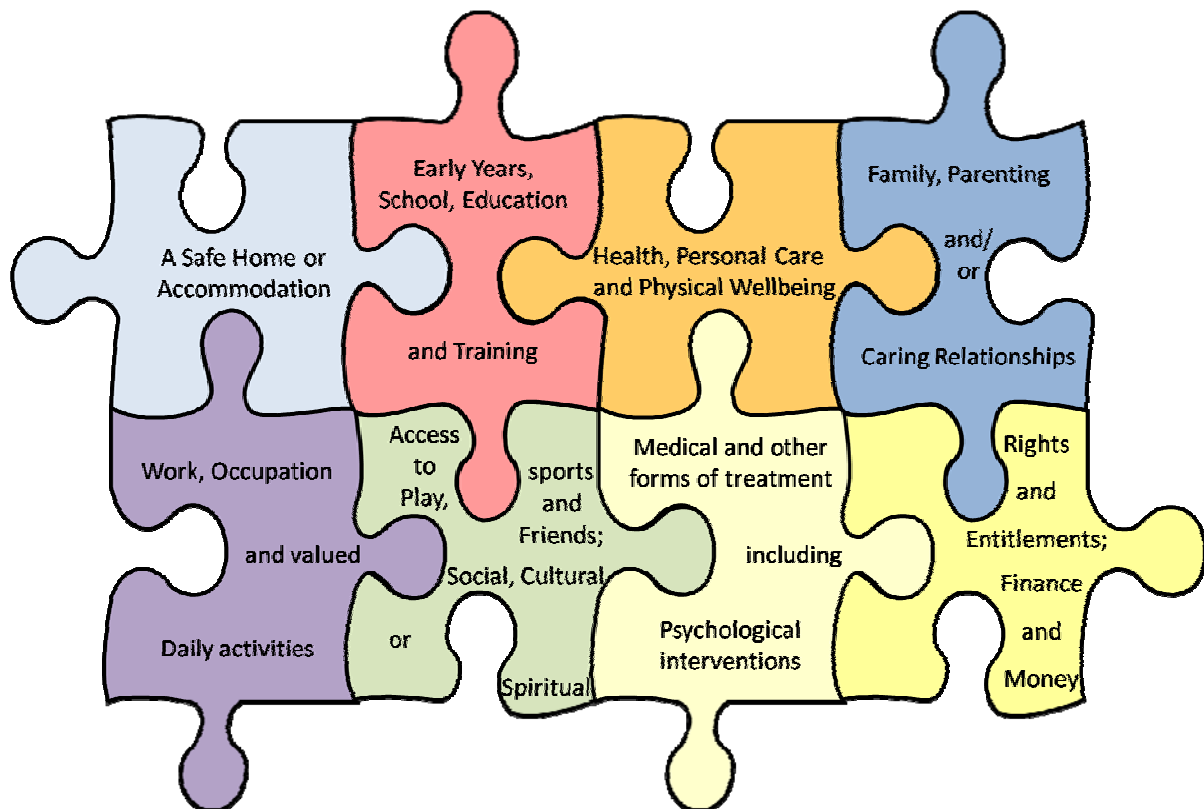 A Safe Home or
Accommodation
Early Years,
School, Education
and Training
Health, Personal Care
and Physical Wellbeing
Family, Parenting
and/
or
Caring Relationships
Work, Occupation
and valued
Daily activities
Access
to
Play,
sports
and
Friends;
Social, Cultural
or
Spiritual
Medical and other
forms of treatment
including
Psychological
interventions
Rights
and
Entitlements;
Finance
and
Money